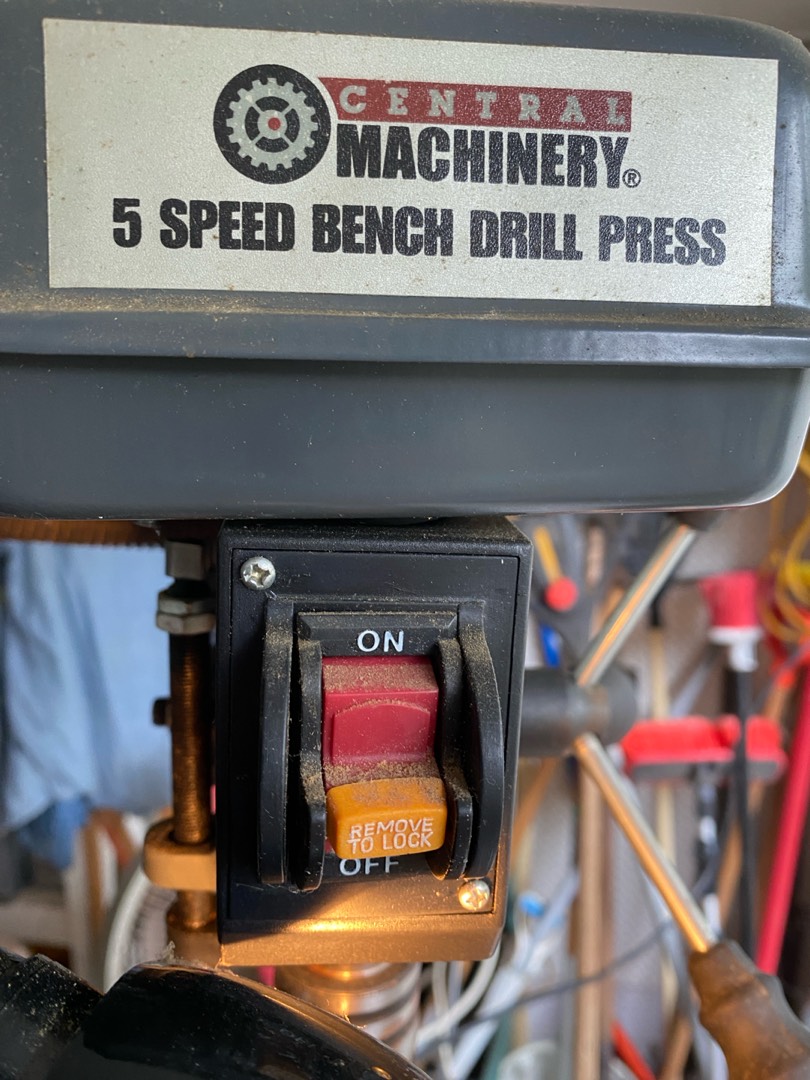 CENTRAL
MACHINERY®
5 SPEED BENCH DRILL PRESS
ON
REMOVE
TO LOCK
OFF